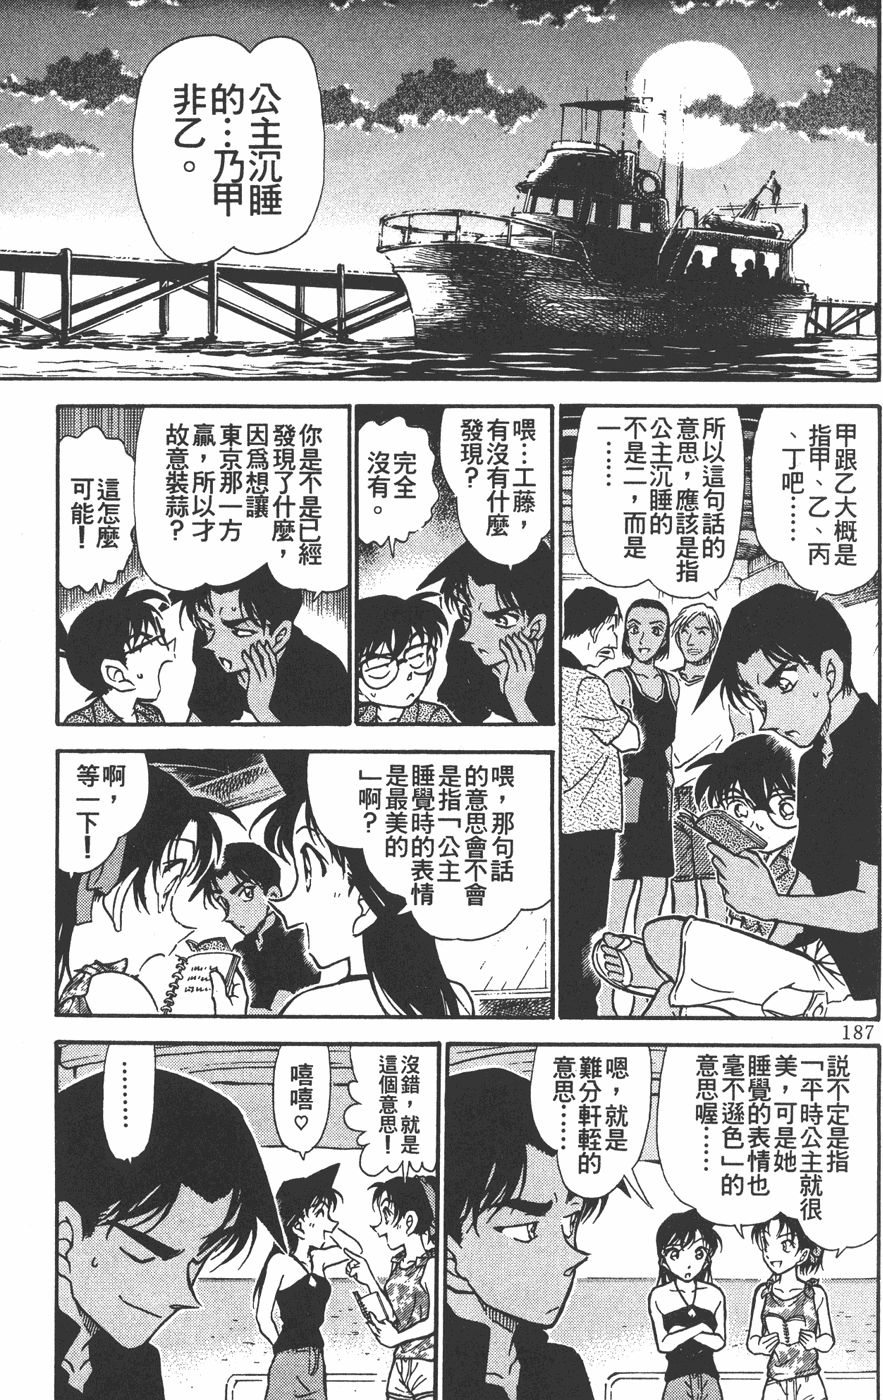 公主沉睡
的…乃甲
非乙。
甲跟乙大概是
指甲、乙、丙
、丁吧……
所以這句話的
意思，應該是指
公主沉睡的
不是二，而是
一……
喂…工藤，
有沒有什麼
發現？
完全
沒有。
你是不是已經
發現了什麼，
因爲想讓
東京那一方
贏，所以才
故意裝蒜？
這怎麼
可能！
喂，那句話
的意思會不會
是指「公主
睡覺時的表情
是最美的
」啊？
啊，
等一下！
187
説不定是指
「平時公主就很
美，可是她
睡覺的表情也
毫不遜色」的
意思喔……
嗯，就是
難分軒輊的
意思……
沒錯，就是
這個意思！
嘻嘻♡
………